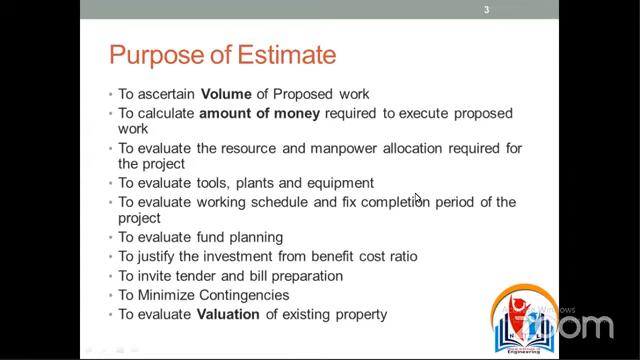 3
Purpose of Estimate
• To ascertain Volume of Proposed work
• To calculate amount of money required to execute proposed
work
• To evaluate the resource and manpower allocation required for
the project
• To evaluate tools, plants and equipment
• To evaluate working schedule and fix completion period of the
project
• To evaluate fund planning
• To justify the investment from benefit cost ratio
• To invite tender and bill preparation
• To Minimize Contingencies
• To evaluate Valuation of existing property
Activate Windows
zoom
Engineering